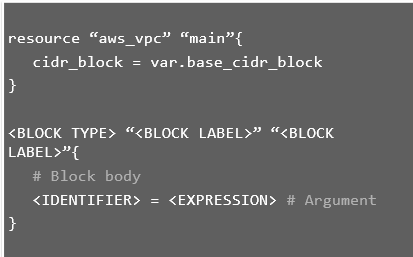 resource “aws_vpc” “main”{
cidr_block = var.base_cidr_block
}
<BLOCK TYPE> “<BLOCK LABEL>” “<BLOCK
LABEL>”{
# Block body
<IDENTIFIER> = <EXPRESSION> # Argument
}